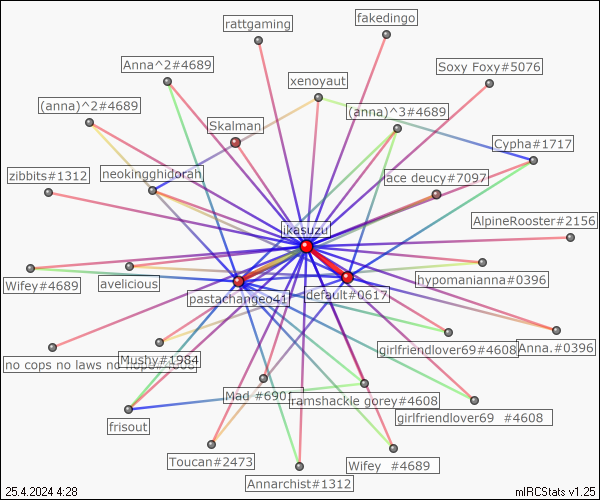 fakedingo
rattgaming
Anna^2#4689
Soxy Foxy#5076
xenoyaut
(anna)^2#4689
(anna)^3#4689
Skalman
Cypha#1717
zibbits#1312
neokingghidorah
ace deucy#7097
AlpineRooster#2156
ikasuzu
Wifey#4689
avelicious
hypomanianna#0396
pastachangeo41
default#0617
no cops no laws no
Mushy#1984
girlfriendlover69#4608
Anna.#0396
Mad #6901
ramshackle gorey#4608
girlfriendlover69 #4608
frisout
Toucan#2473
Wifey #4689
Annarchist#1312
25.4.2024 4:28
mIRCStats v1.25